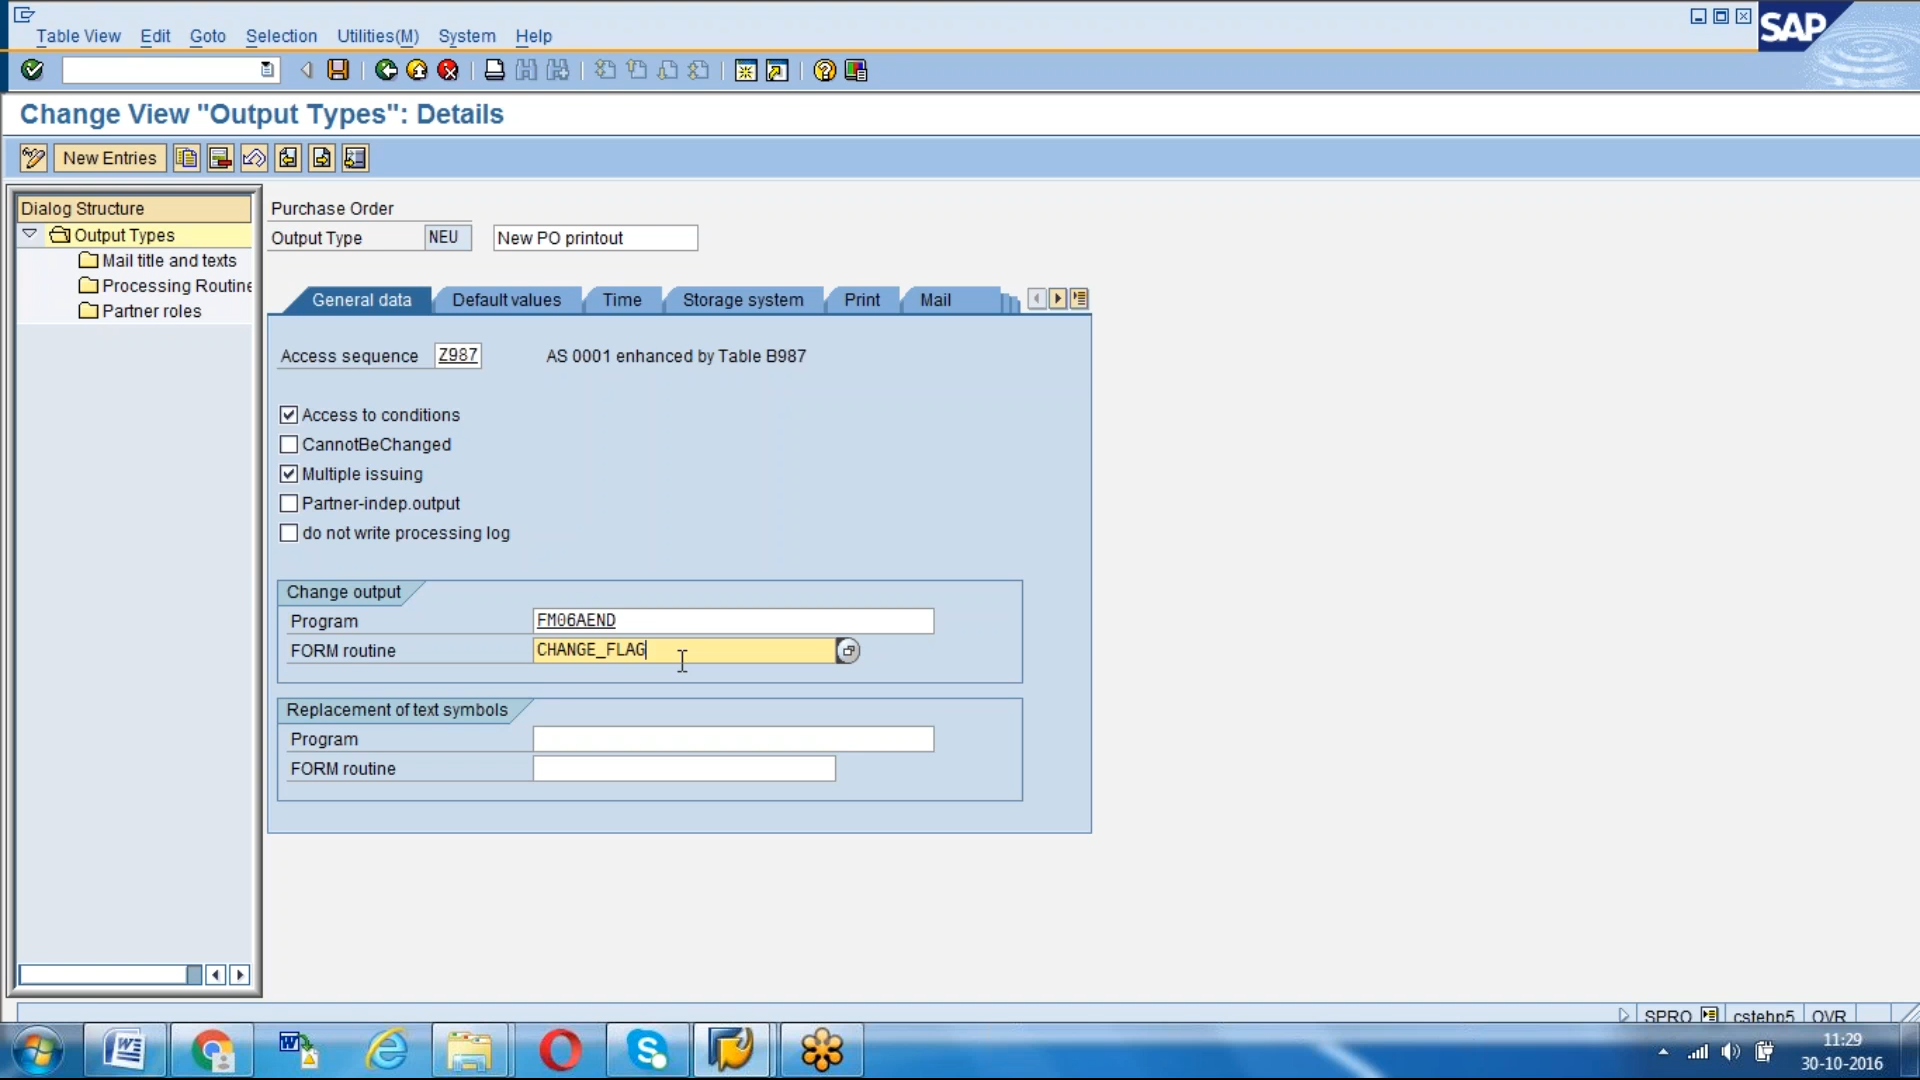 Table View Edit Goto Selection Utilities(M) System Help
SAP
Change View "Output Types": Details
New Entries
Dialog Structure
Output Types
Mail title and texts
Processing Routine
Partner roles
Purchase Order
Output Type NEU New PO printout
General data Default values Time Storage system Print Mail
Access sequence Z987 AS 0001 enhanced by Table B987
Access to conditions
CannotBeChanged
Multiple issuing
Partner-indep.output
do not write processing log
Change output
Program FM06AEND
FORM routine CHANGE_FLAG
Replacement of text symbols
Program
FORM routine
SPRO cstehp5 OVR
11:29
30-10-2016